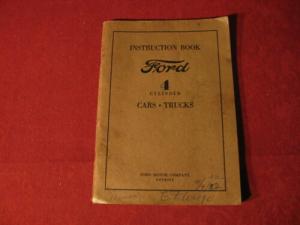 INSTRUCTION BOOK
Ford
4
CYLINDER
CARS • TRUCKS
FORD MOTOR COMPANY
DETROIT